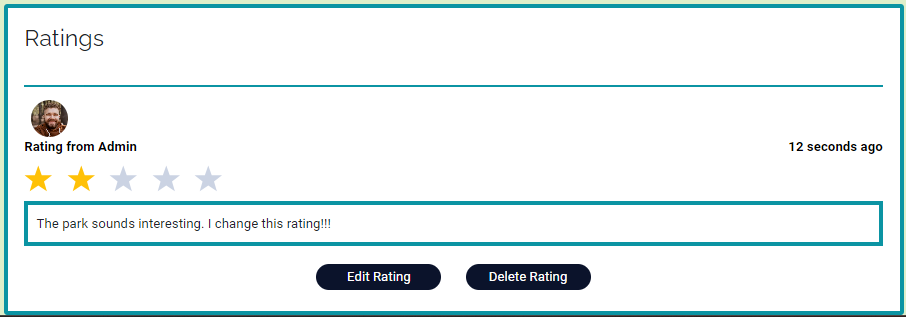 Ratings
Rating from Admin
12 seconds ago
The park sounds interesting. I change this rating!!!
Edit Rating
Delete Rating